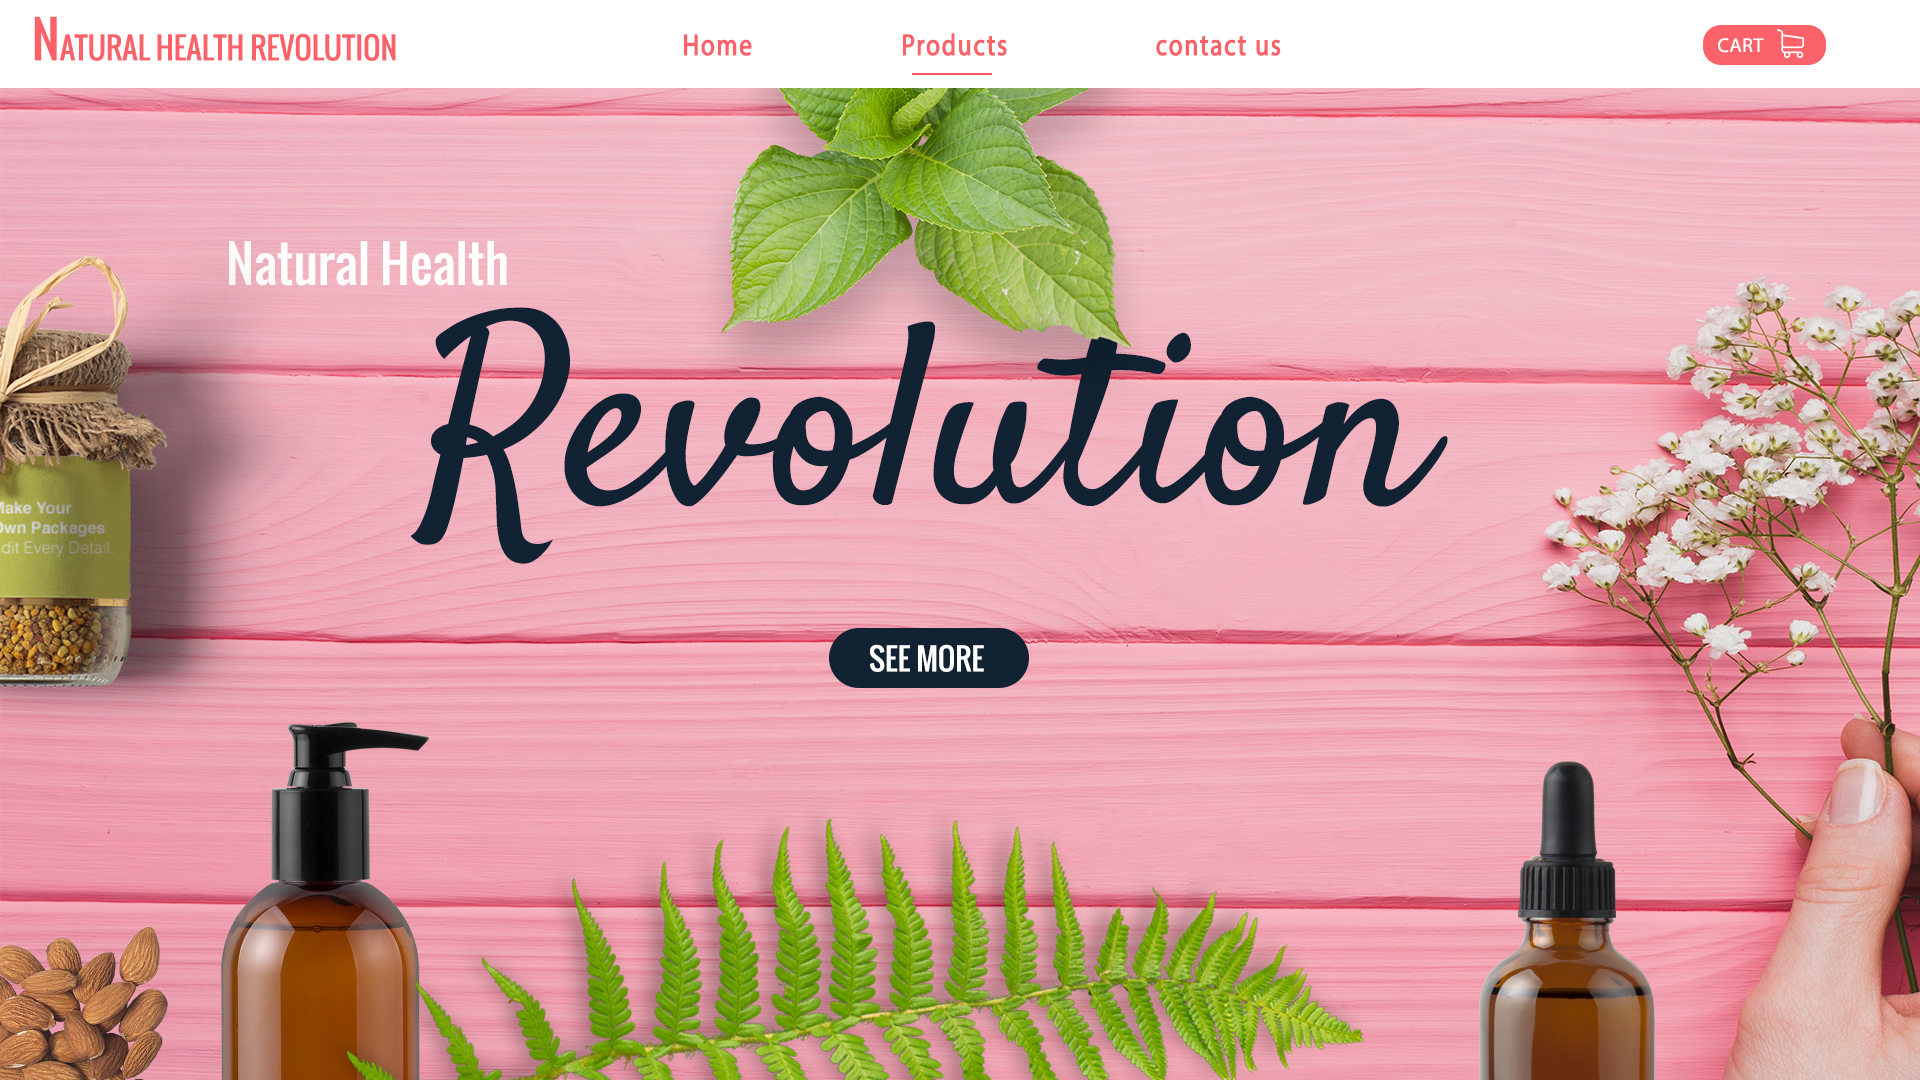 NATURAL HEALTH REVOLUTION
Home
Products
contact us
CART
Natural Health
Revolution
Make Your
Own Packages
dit Every Detail.
SEE MORE